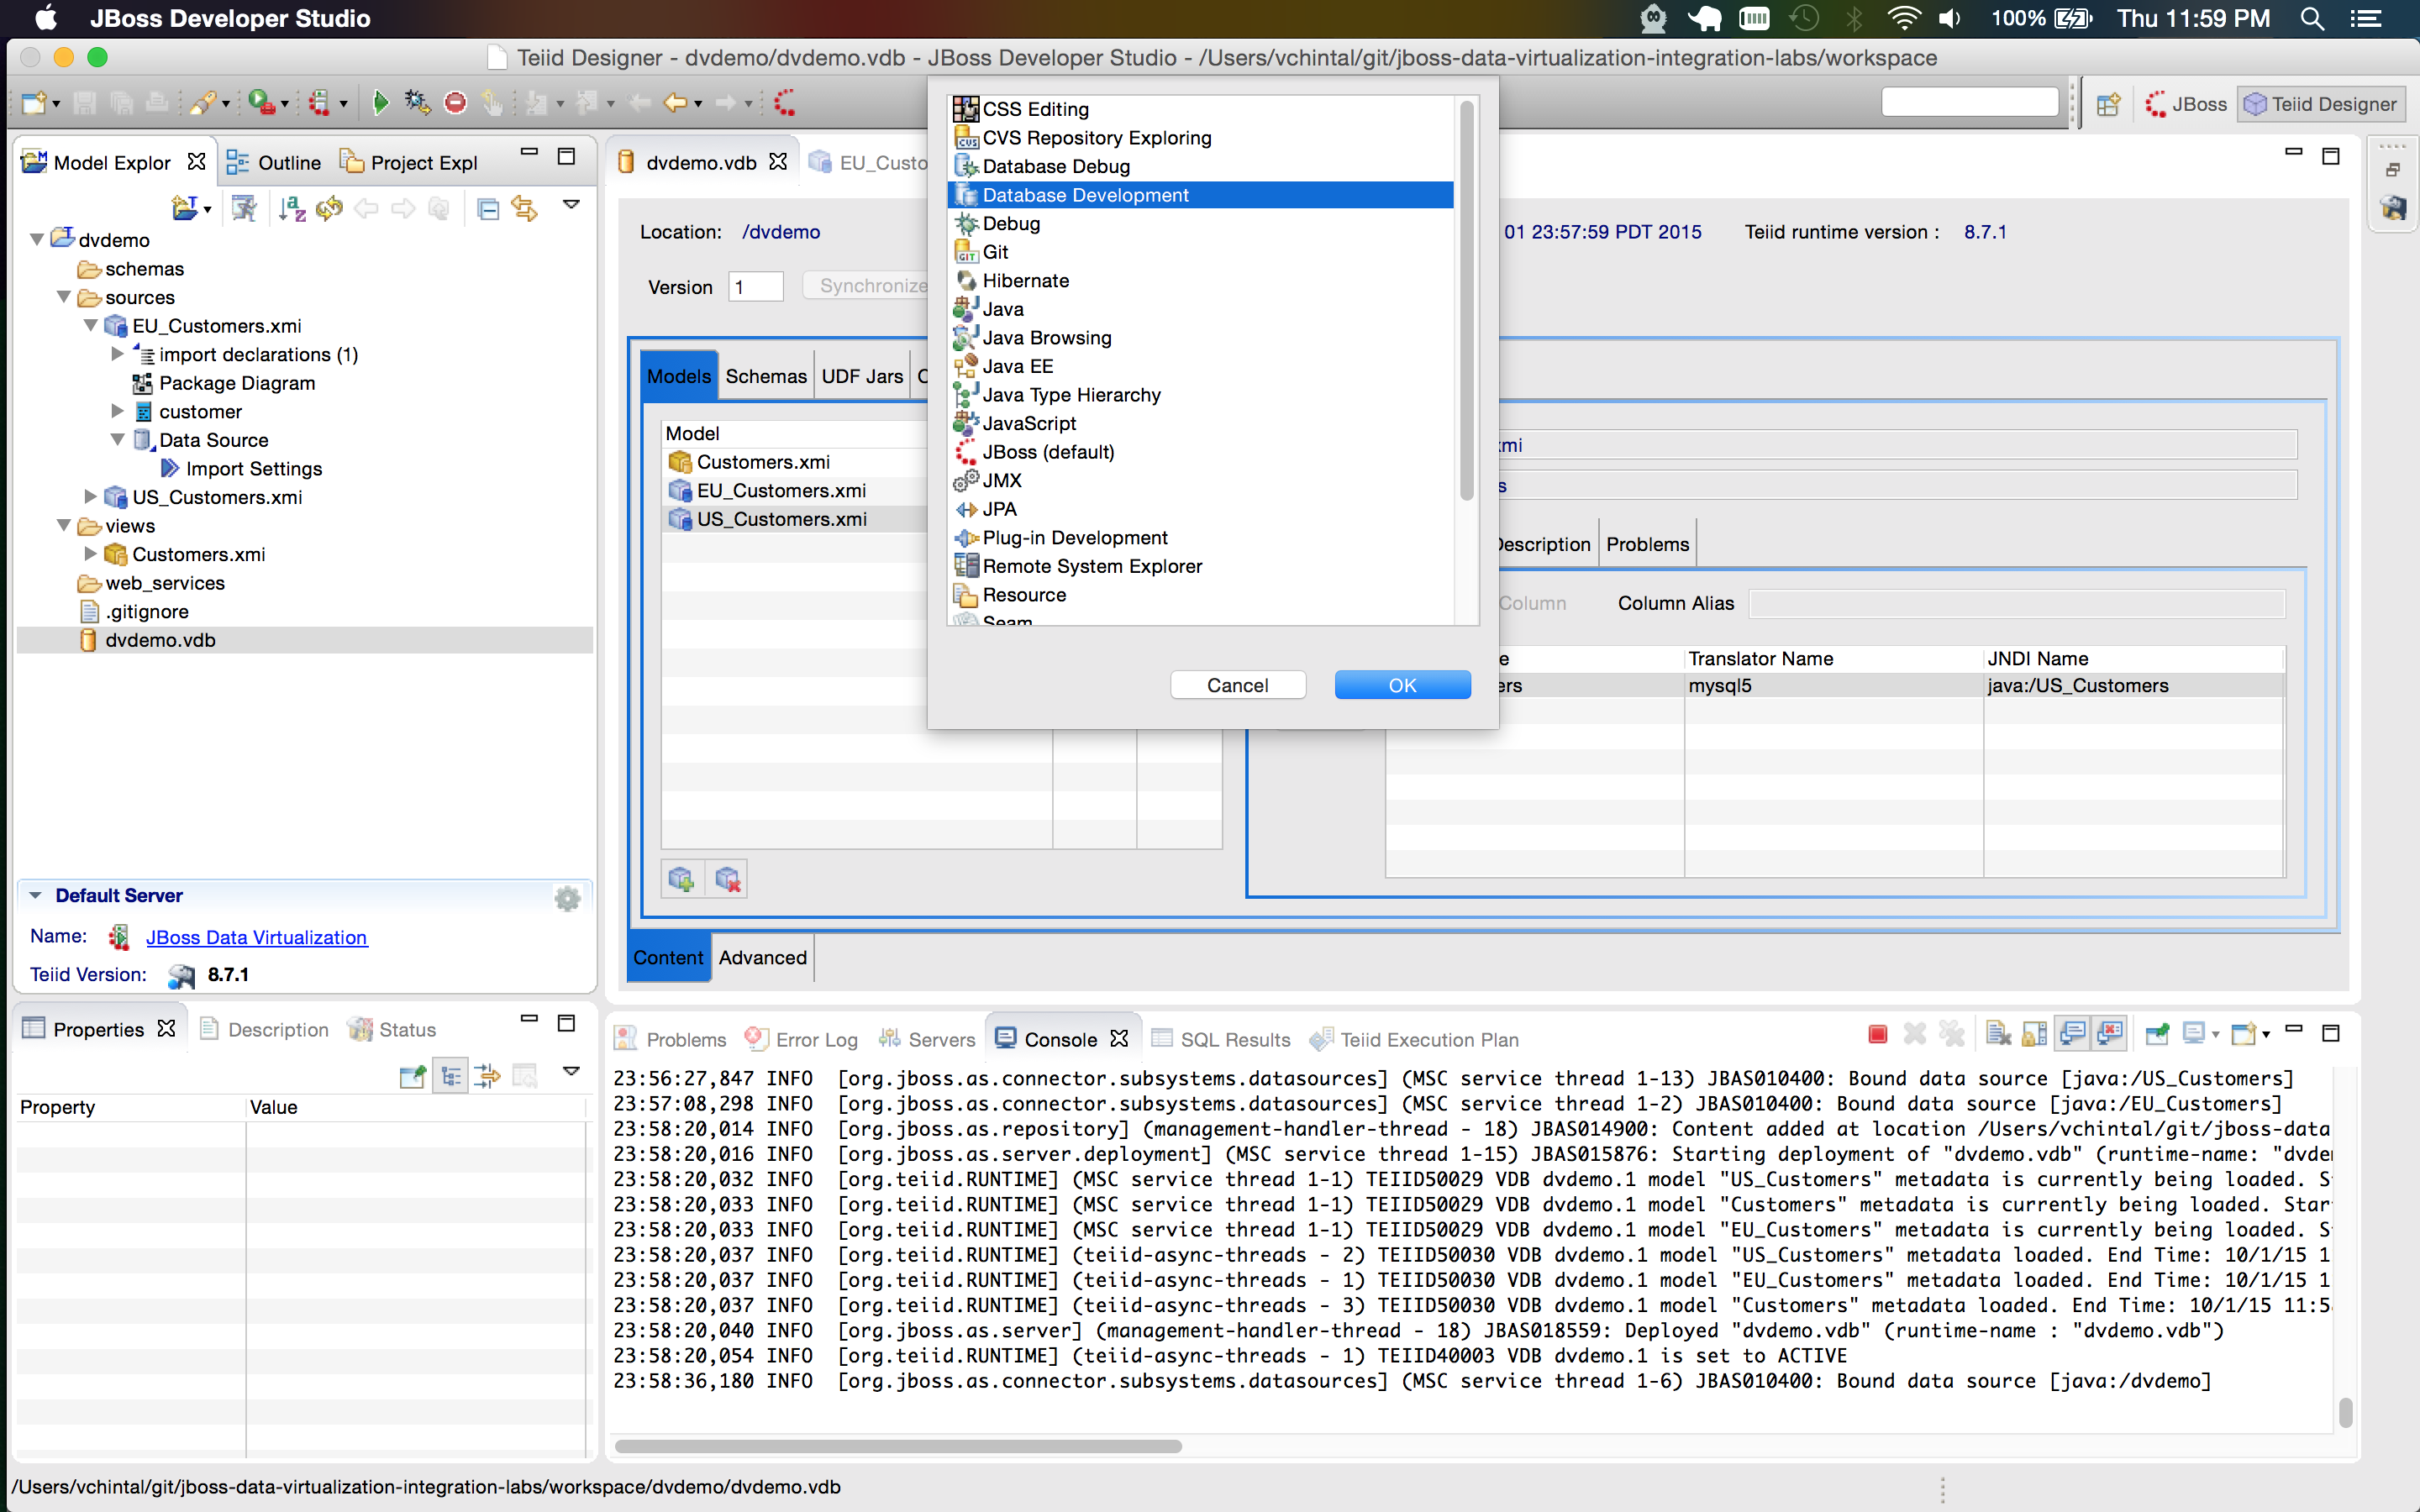 JBoss Developer Studio
100%
Thu 11:59 PM
Teiid Designer - dvdemo/dvdemo.vdb - JBoss Developer Studio - /Users/vchintal/git/jboss-data-virtualization-integration-labs/workspace
JBoss
Teiid Designer
Model Explor
Outline
Project Expl
dvdemo
schemas
sources
EU_Customers.xmi
import declarations (1)
Package Diagram
customer
Data Source
Import Settings
US_Customers.xmi
views
Customers.xmi
web_services
.gitignore
dvdemo.vdb
Default Server
Name: JBoss Data Virtualization
Teiid Version: 8.7.1
dvdemo.vdb
EU_Custo
Location: /dvdemo
01 23:57:59 PDT 2015
Teiid runtime version : 8.7.1
Version 1
Synchronize
Models
Schemas
UDF Jars
Model
Customers.xmi
EU_Customers.xmi
US_Customers.xmi
CSS Editing
CVS Repository Exploring
Database Debug
Database Development
Debug
Git
Hibernate
Java
Java Browsing
Java EE
Java Type Hierarchy
JavaScript
JBoss (default)
JMX
JPA
Plug-in Development
Remote System Explorer
Resource
Seam
Cancel
OK
xmi
s
Description
Problems
Column
Column Alias
e
Translator Name
JNDI Name
ers
mysql5
java:/US_Customers
Content
Advanced
Properties
Description
Status
Property
Value
Problems
Error Log
Servers
Console
SQL Results
Teiid Execution Plan
23:56:27,847 INFO [org.jboss.as.connector.subsystems.datasources] (MSC service thread 1-13) JBAS010400: Bound data source [java:/US_Customers]
23:57:08,298 INFO [org.jboss.as.connector.subsystems.datasources] (MSC service thread 1-2) JBAS010400: Bound data source [java:/EU_Customers]
23:58:20,014 INFO [org.jboss.as.repository] (management-handler-thread - 18) JBAS014900: Content added at location /Users/vchintal/git/jboss-data
23:58:20,016 INFO [org.jboss.as.server.deployment] (MSC service thread 1-15) JBAS015876: Starting deployment of "dvdemo.vdb" (runtime-name: "dvde
23:58:20,032 INFO [org.teiid.RUNTIME] (MSC service thread 1-1) TEIID50029 VDB dvdemo.1 model "US_Customers" metadata is currently being loaded. S
23:58:20,033 INFO [org.teiid.RUNTIME] (MSC service thread 1-1) TEIID50029 VDB dvdemo.1 model "Customers" metadata is currently being loaded. Star
23:58:20,033 INFO [org.teiid.RUNTIME] (MSC service thread 1-1) TEIID50029 VDB dvdemo.1 model "EU_Customers" metadata is currently being loaded. S
23:58:20,037 INFO [org.teiid.RUNTIME] (teiid-async-threads - 2) TEIID50030 VDB dvdemo.1 model "US_Customers" metadata loaded. End Time: 10/1/15 1
23:58:20,037 INFO [org.teiid.RUNTIME] (teiid-async-threads - 1) TEIID50030 VDB dvdemo.1 model "EU_Customers" metadata loaded. End Time: 10/1/15 1
23:58:20,037 INFO [org.teiid.RUNTIME] (teiid-async-threads - 3) TEIID50030 VDB dvdemo.1 model "Customers" metadata loaded. End Time: 10/1/15 11:5
23:58:20,040 INFO [org.jboss.as.server] (management-handler-thread - 18) JBAS018559: Deployed "dvdemo.vdb" (runtime-name : "dvdemo.vdb")
23:58:20,054 INFO [org.teiid.RUNTIME] (teiid-async-threads - 1) TEIID40003 VDB dvdemo.1 is set to ACTIVE
23:58:36,180 INFO [org.jboss.as.connector.subsystems.datasources] (MSC service thread 1-6) JBAS010400: Bound data source [java:/dvdemo]
/Users/vchintal/git/jboss-data-virtualization-integration-labs/workspace/dvdemo/dvdemo.vdb